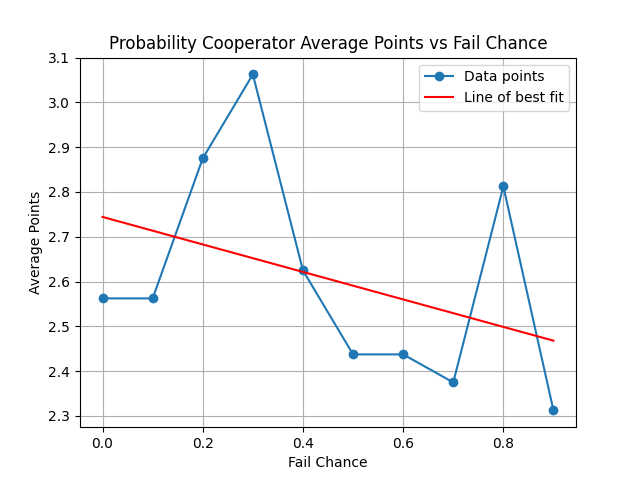 Probability Cooperator Average Points vs Fail Chance
Data points
Line of best fit
Average Points
3.1
3.0
2.9
2.8
2.7
2.6
2.5
2.4
2.3
0.0 0.2 0.4 0.6 0.8
Fail Chance